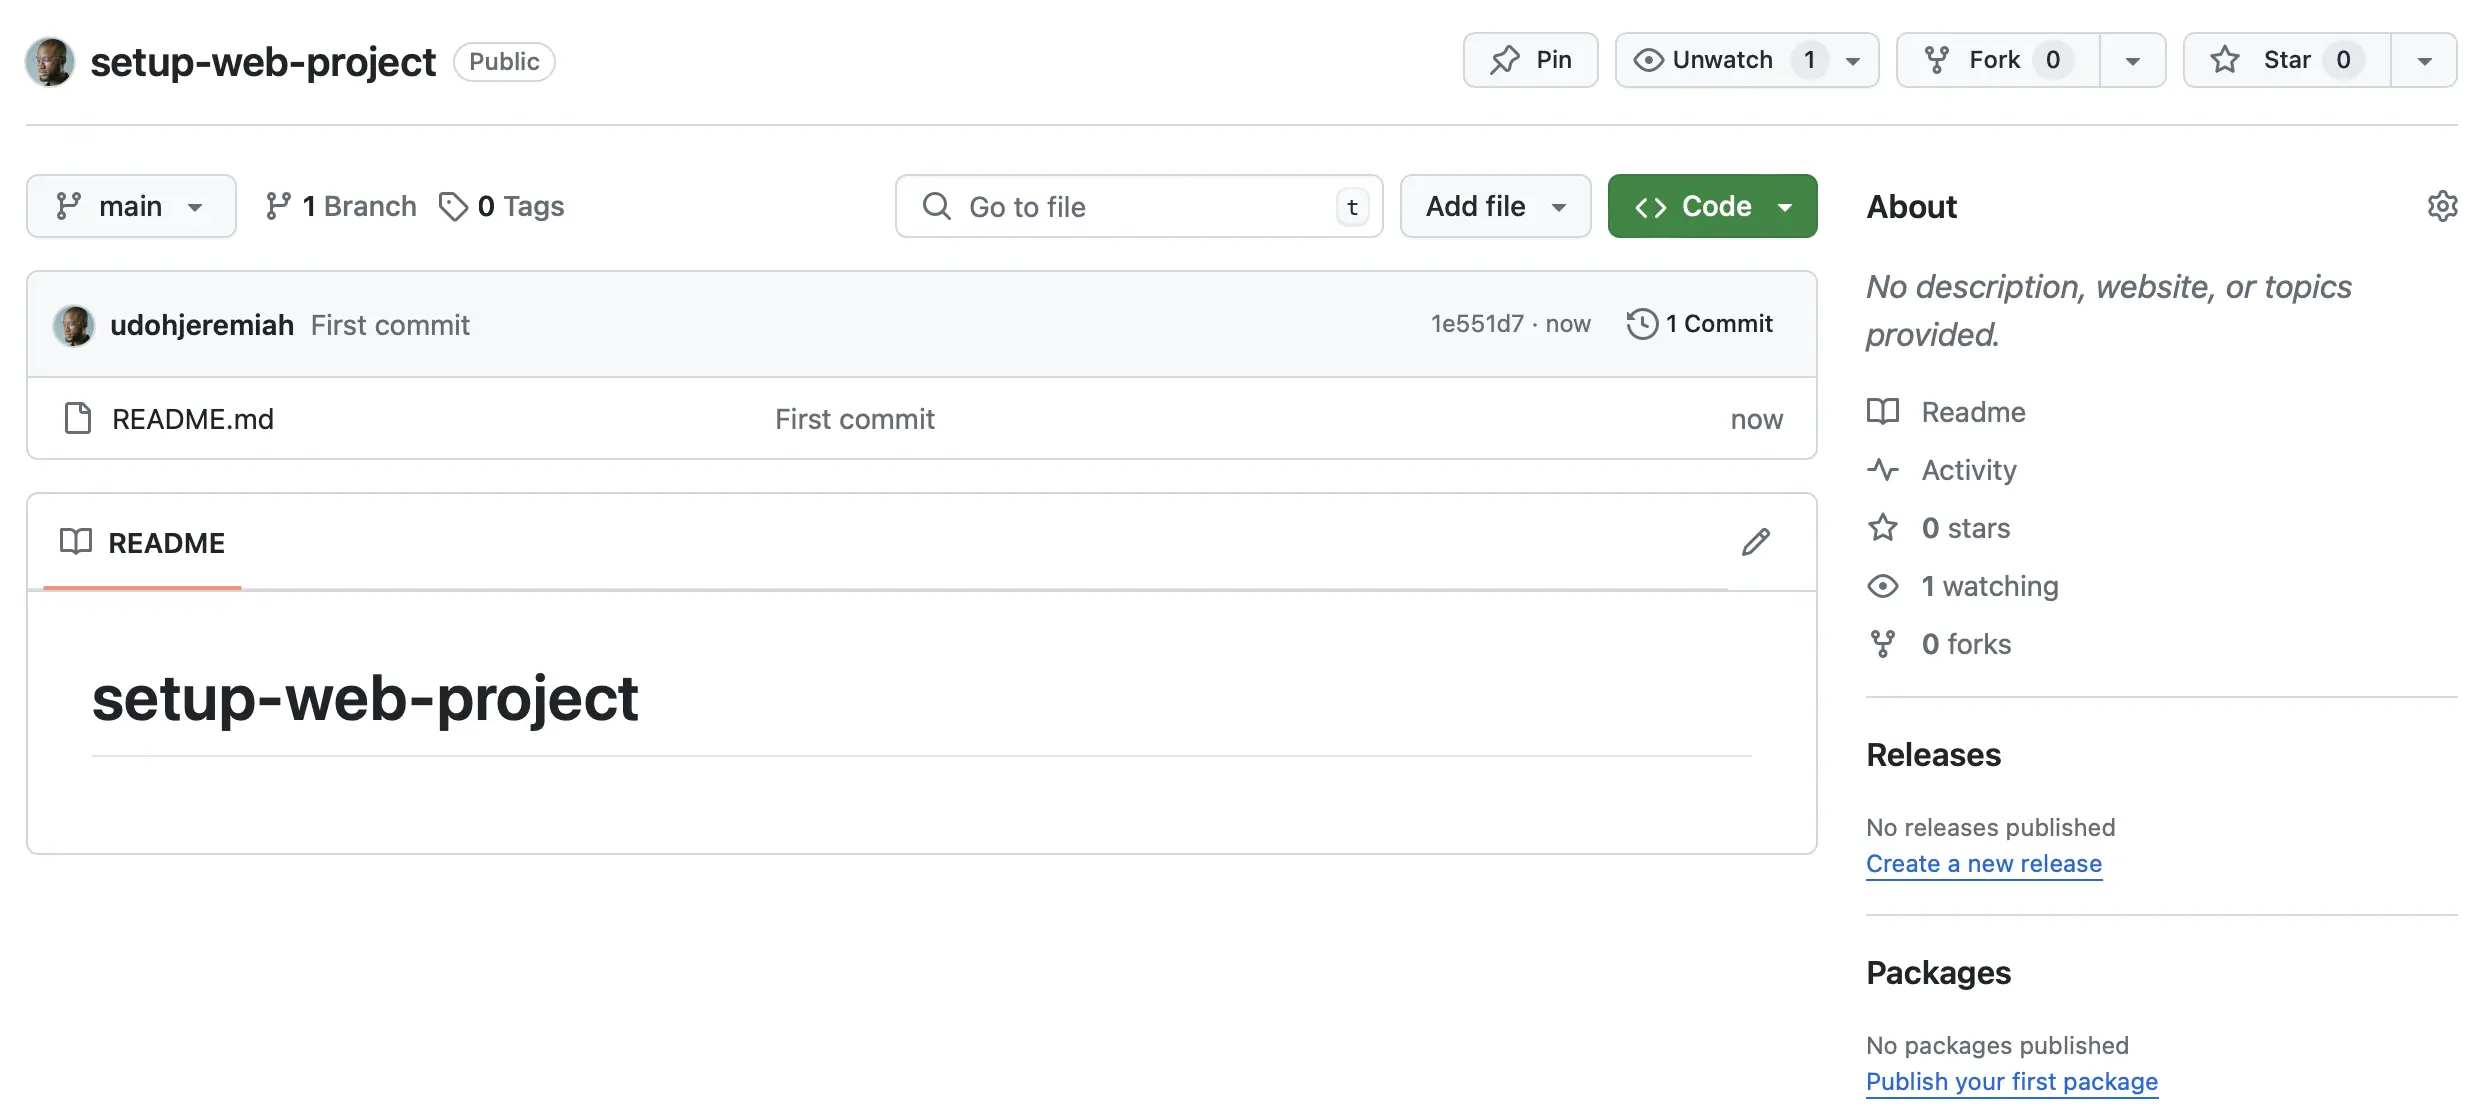 setup-web-project Public Pin Unwatch 1 Fork 0 Star 0
main 1 Branch 0 Tags Go to file t Add file Code
udohjeremiah First commit 1e551d7 · now 1 Commit
README.md First commit now
README
setup-web-project
About
No description, website, or topics
provided.
Readme
Activity
0 stars
1 watching
0 forks
Releases
No releases published
Create a new release
Packages
No packages published
Publish your first package